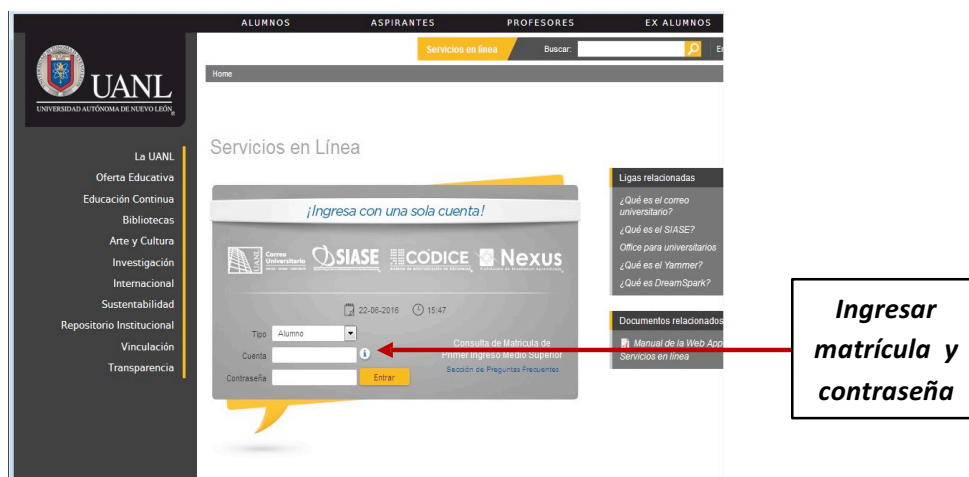 ALUMNOS ASPIRANTES PROFESORES EX ALUMNOS
Servicios en línea Buscar:
Home
UANL
UNIVERSIDAD AUTÓNOMA DE NUEVO LEÓN
La UANL
Oferta Educativa
Educación Continua
Bibliotecas
Arte y Cultura
Investigación
Internacional
Sustentabilidad
Repositorio Institucional
Vinculación
Transparencia
Servicios en Línea
¡Ingresa con una sola cuenta!
UANL Correo Universitario
SIASE
CODICE
Nexus
22-06-2016 15:47
Tipo Alumno
Cuenta
Contraseña Entrar
Consulta de Matricula de
Primer Ingreso Medio Superior
Sección de Preguntas Frecuentes
Ligas relacionadas
¿Qué es el correo
universitario?
¿Qué es el SIASE?
Office para universitarios
¿Qué es el Yammer?
¿Qué es DreamSpark?
Documentos relacionados
Manual de la Web App
Servicios en línea
Ingresar
matrícula y
contraseña